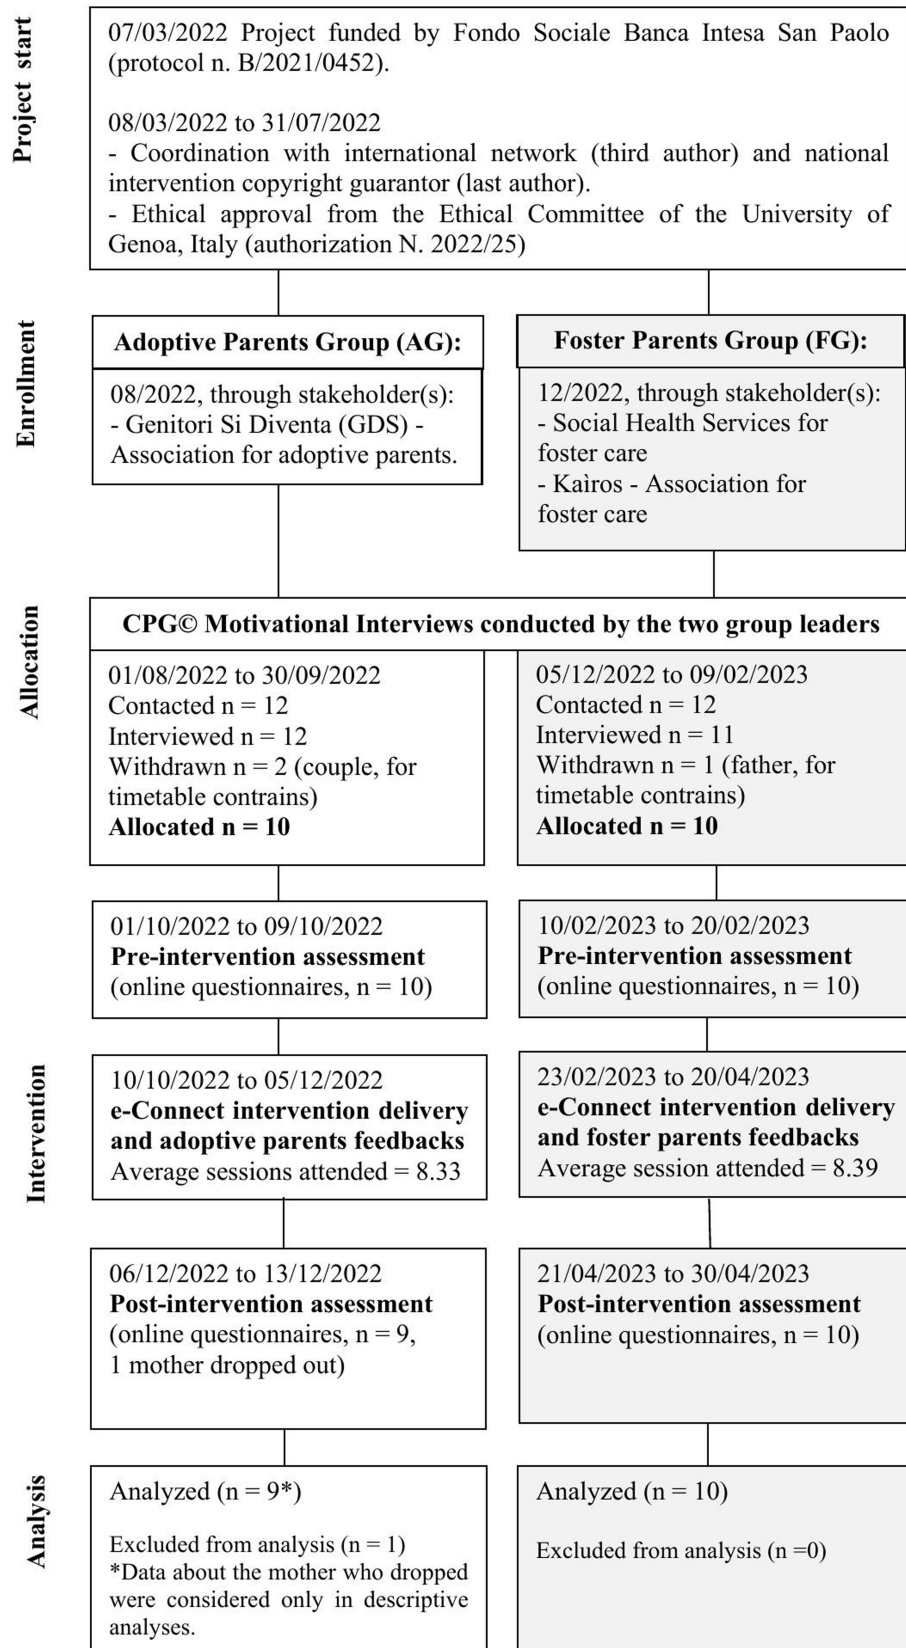 Project start
07/03/2022 Project funded by Fondo Sociale Banca Intesa San Paolo
(protocol n. B/2021/0452).
08/03/2022 to 31/07/2022
- Coordination with international network (third author) and national
intervention copyright guarantor (last author).
- Ethical approval from the Ethical Committee of the University of
Genoa, Italy (authorization N. 2022/25)
Enrollment
Adoptive Parents Group (AG):
08/2022, through stakeholder(s):
- Genitori Si Diventa (GDS) -
Association for adoptive parents.
Foster Parents Group (FG):
12/2022, through stakeholder(s):
- Social Health Services for
foster care
- Kaìros - Association for
foster care
Allocation
CPG© Motivational Interviews conducted by the two group leaders
01/08/2022 to 30/09/2022
Contacted n = 12
Interviewed n = 12
Withdrawn n = 2 (couple, for
timetable contrains)
Allocated n = 10
05/12/2022 to 09/02/2023
Contacted n = 12
Interviewed n = 11
Withdrawn n = 1 (father, for
timetable contrains)
Allocated n = 10
Intervention
01/10/2022 to 09/10/2022
Pre-intervention assessment
(online questionnaires, n = 10)
10/02/2023 to 20/02/2023
Pre-intervention assessment
(online questionnaires, n = 10)
10/10/2022 to 05/12/2022
e-Connect intervention delivery
and adoptive parents feedbacks
Average sessions attended = 8.33
23/02/2023 to 20/04/2023
e-Connect intervention delivery
and foster parents feedbacks
Average session attended = 8.39
06/12/2022 to 13/12/2022
Post-intervention assessment
(online questionnaires, n = 9,
1 mother dropped out)
21/04/2023 to 30/04/2023
Post-intervention assessment
(online questionnaires, n = 10)
Analysis
Analyzed (n = 9*)
Excluded from analysis (n = 1)
*Data about the mother who dropped
were considered only in descriptive
analyses.
Analyzed (n = 10)
Excluded from analysis (n =0)